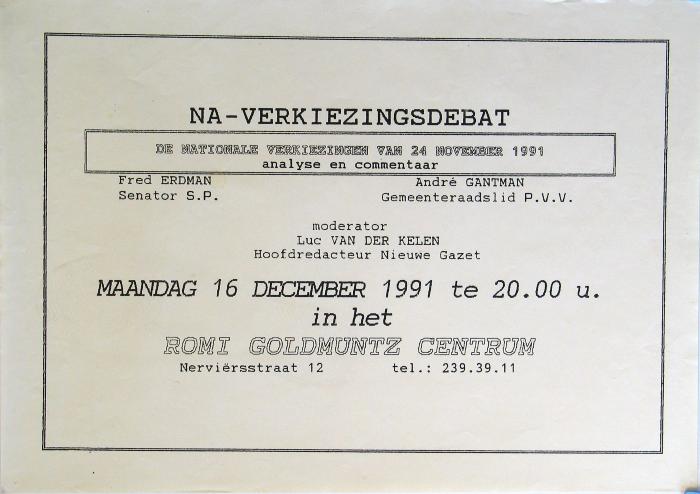 NA-VERKIEZINGSDEBAT
DE NATIONALE VERKIEZINGEN VAN 24 NOVEMBER 1991
analyse en commentaar
Fred ERDMAN André GANTMAN
Senator S.P. Gemeenteraadslid P.V.V.
moderator
Luc VAN DER KELEN
Hoofdredacteur Nieuwe Gazet
MAANDAG 16 DECEMBER 1991 te 20.00 u.
in het
ROMI GOLDMUNTZ CENTRUM
Nerviërsstraat 12 tel.: 239.39.11